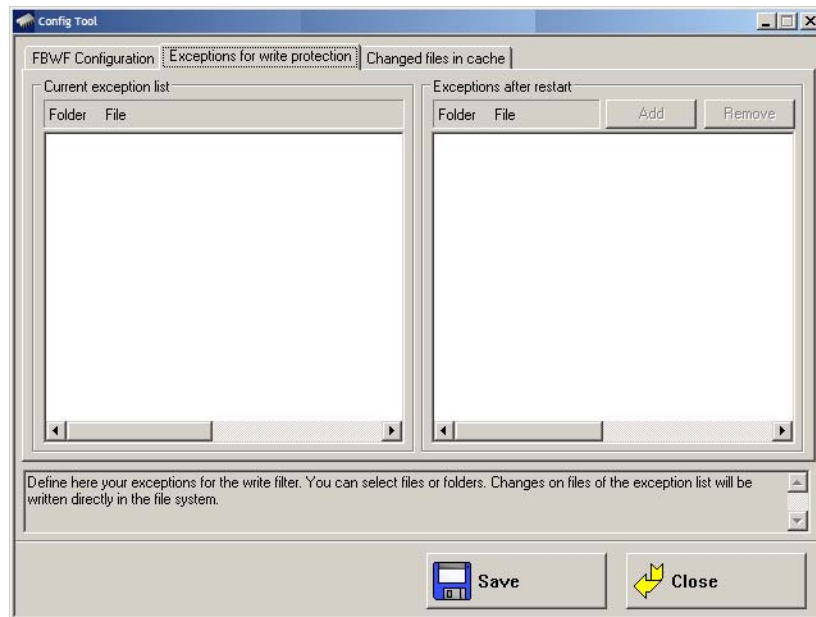 Config Tool
FBWF Configuration Exceptions for write protection Changed files in cache
Current exception list
Folder File
Exceptions after restart
Folder File Add Remove
Define here your exceptions for the write filter. You can select files or folders. Changes on files of the exception list will be
written directly in the file system.
Save Close